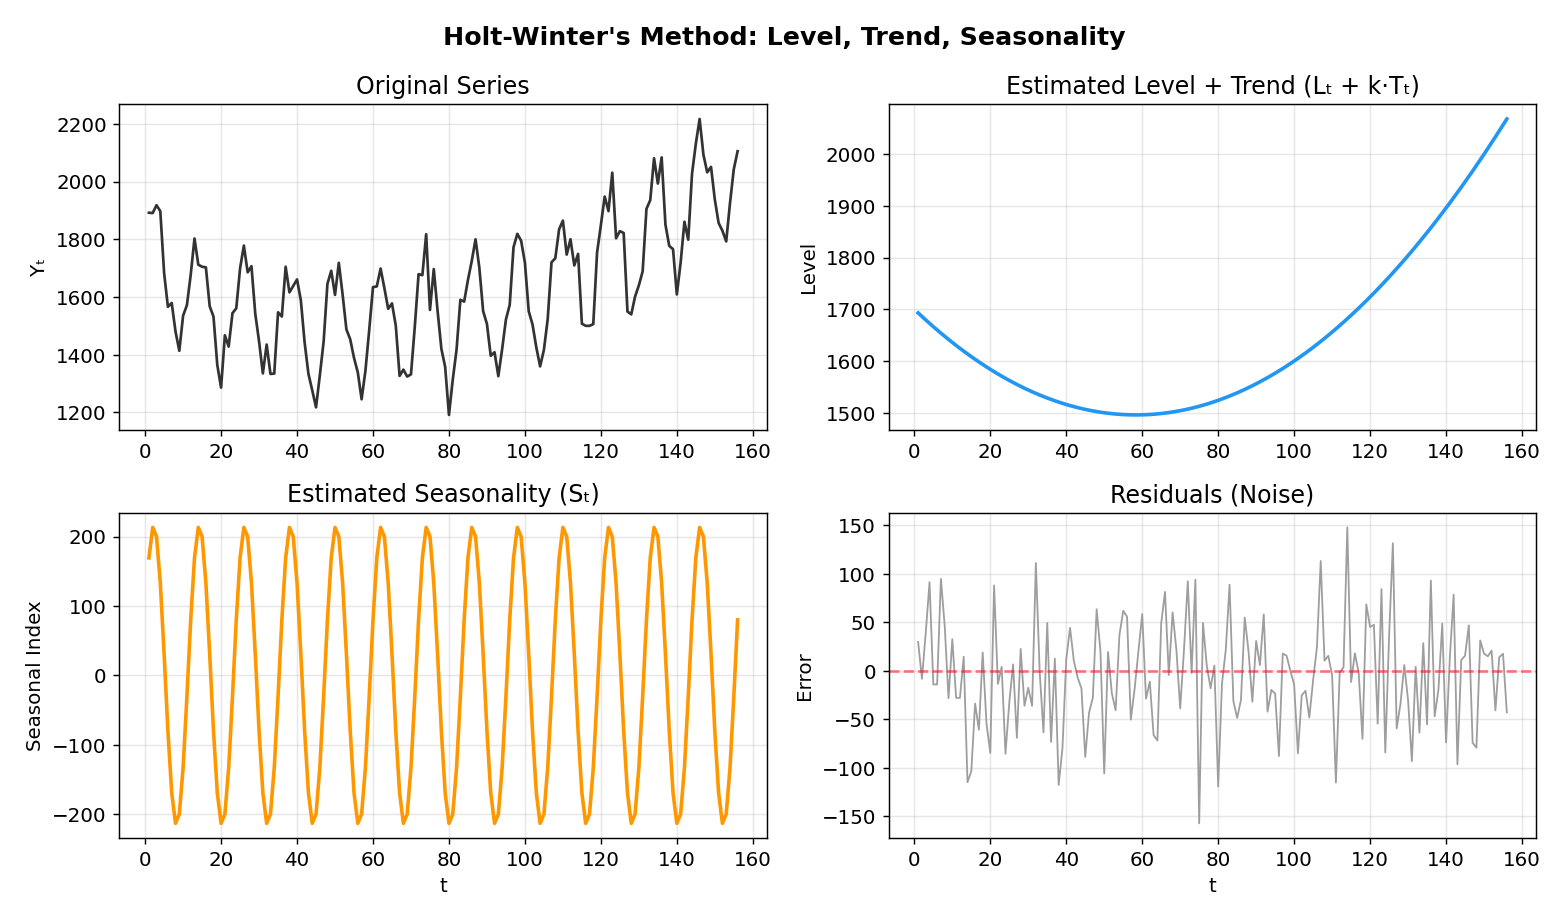 Holt-Winter's Method: Level, Trend, Seasonality
Original Series
Yₜ
2200
2000
1800
1600
1400
1200
0 20 40 60 80 100 120 140 160
Estimated Level + Trend (Lₜ + k·Tₜ)
Level
2000
1900
1800
1700
1600
1500
0 20 40 60 80 100 120 140 160
Estimated Seasonality (Sₜ)
Seasonal Index
200
100
0
−100
−200
0 20 40 60 80 100 120 140 160
t
Residuals (Noise)
Error
150
100
50
0
−50
−100
−150
0 20 40 60 80 100 120 140 160
t